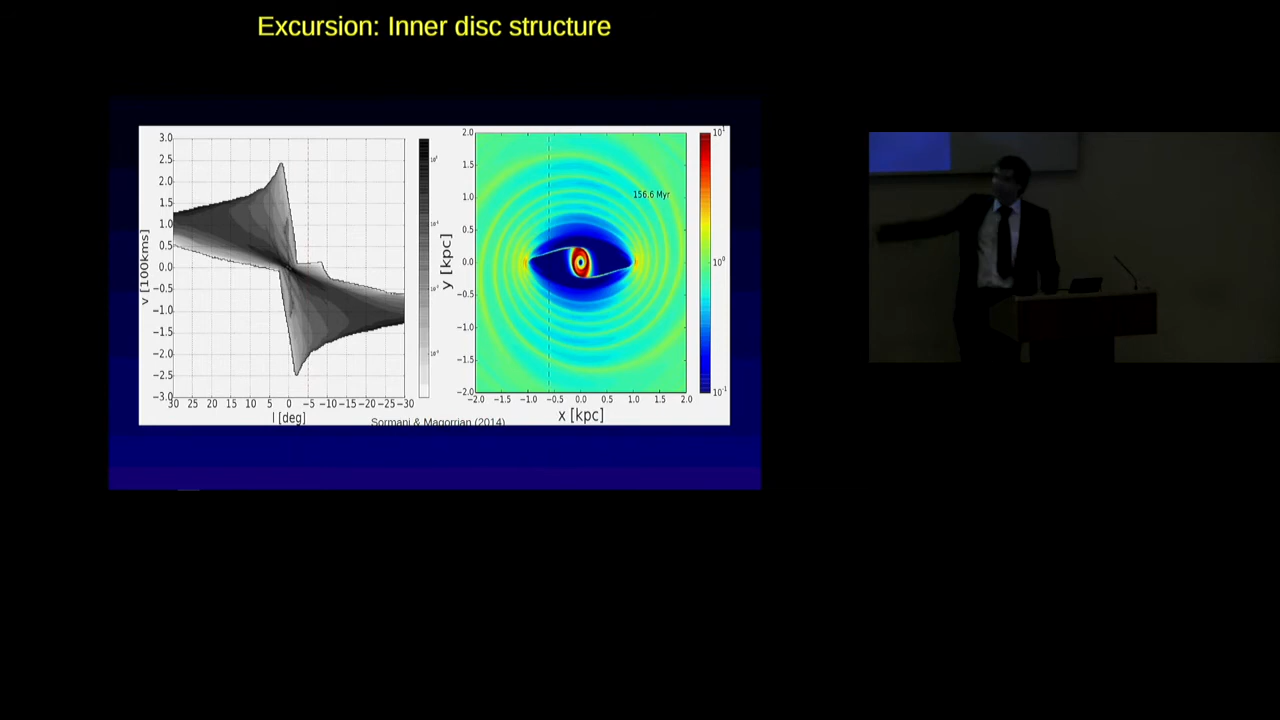 Excursion: Inner disc structure
3.0
2.5
2.0
1.5
1.0
0.5
0.0
−0.5
−1.0
−1.5
−2.0
−2.5
−3.0
v [100kms]
30 25 20 15 10 5 0 −5 −10 −15 −20 −25 −30
l [deg]
2.0
1.5
1.0
0.5
0.0
−0.5
−1.0
−1.5
−2.0
y [kpc]
156.6 Myr
−2.0 −1.5 −1.0 −0.5 0.0 0.5 1.0 1.5 2.0
x [kpc]
10¹
10⁰
10⁻¹
Sormani & Magorrian (2014)